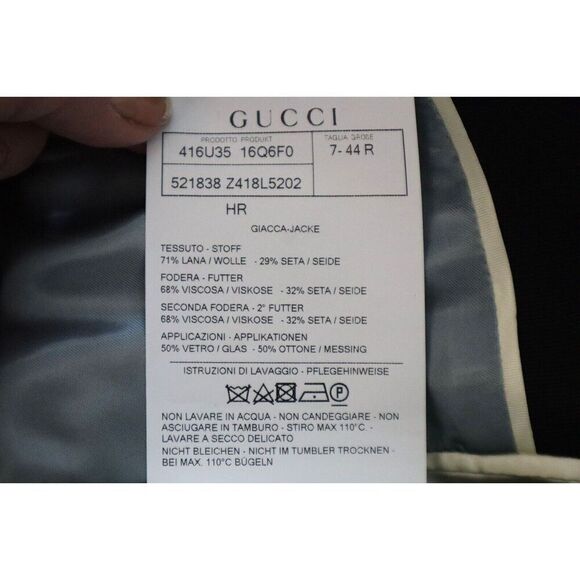 GUCCI
PRODOTTO PRODUKT TAGLIA GRÖßE
416U35 16Q6F0 7- 44 R
521838 Z418L5202
HR
GIACCA-JACKE
TESSUTO - STOFF
71% LANA / WOLLE - 29% SETA / SEIDE
FODERA - FUTTER
68% VISCOSA / VISKOSE - 32% SETA / SEIDE
SECONDA FODERA - 2° FUTTER
68% VISCOSA / VISKOSE - 32% SETA / SEIDE
APPLICAZIONI - APPLIKATIONEN
50% VETRO / GLAS - 50% OTTONE / MESSING
ISTRUZIONI DI LAVAGGIO - PFLEGEHINWEISE
P
NON LAVARE IN ACQUA - NON CANDEGGIARE - NON
ASCIUGARE IN TAMBURO - STIRO MAX 110°C. -
LAVARE A SECCO DELICATO
NICHT BLEICHEN - NICHT IM TUMBLER TROCKNEN -
BEI MAX. 110°C BÜGELN